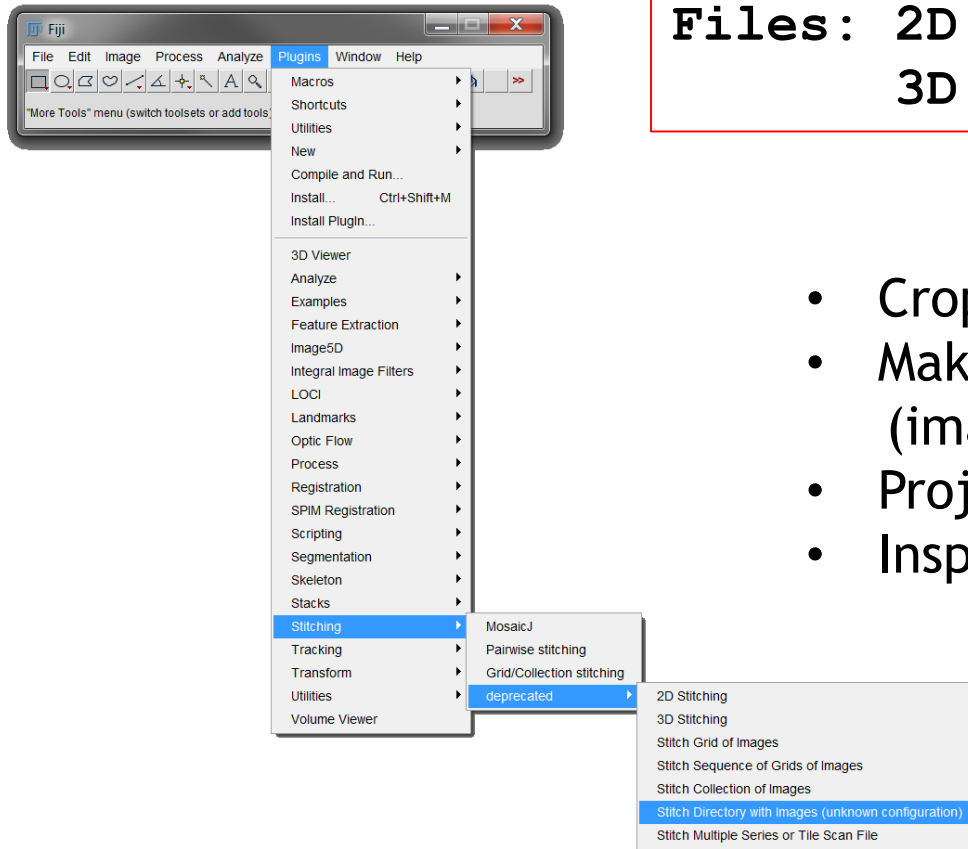 Fiji
File Edit Image Process Analyze Plugins Window Help
A
>>
"More Tools" menu (switch toolsets or add tools)
Macros
Shortcuts
Utilities
New
Compile and Run...
Install... Ctrl+Shift+M
Install PlugIn...
3D Viewer
Analyze
Examples
Feature Extraction
Image5D
Integral Image Filters
LOCI
Landmarks
Optic Flow
Process
Registration
SPIM Registration
Scripting
Segmentation
Skeleton
Stacks
Stitching
Tracking
Transform
Utilities
Volume Viewer
MosaicJ
Pairwise stitching
Grid/Collection stitching
deprecated
2D Stitching
3D Stitching
Stitch Grid of Images
Stitch Sequence of Grids of Images
Stitch Collection of Images
Stitch Directory with Images (unknown configuration)
Stitch Multiple Series or Tile Scan File
Files: 2D
3D
• Crop
• Mak
(ima
• Proj
• Insp